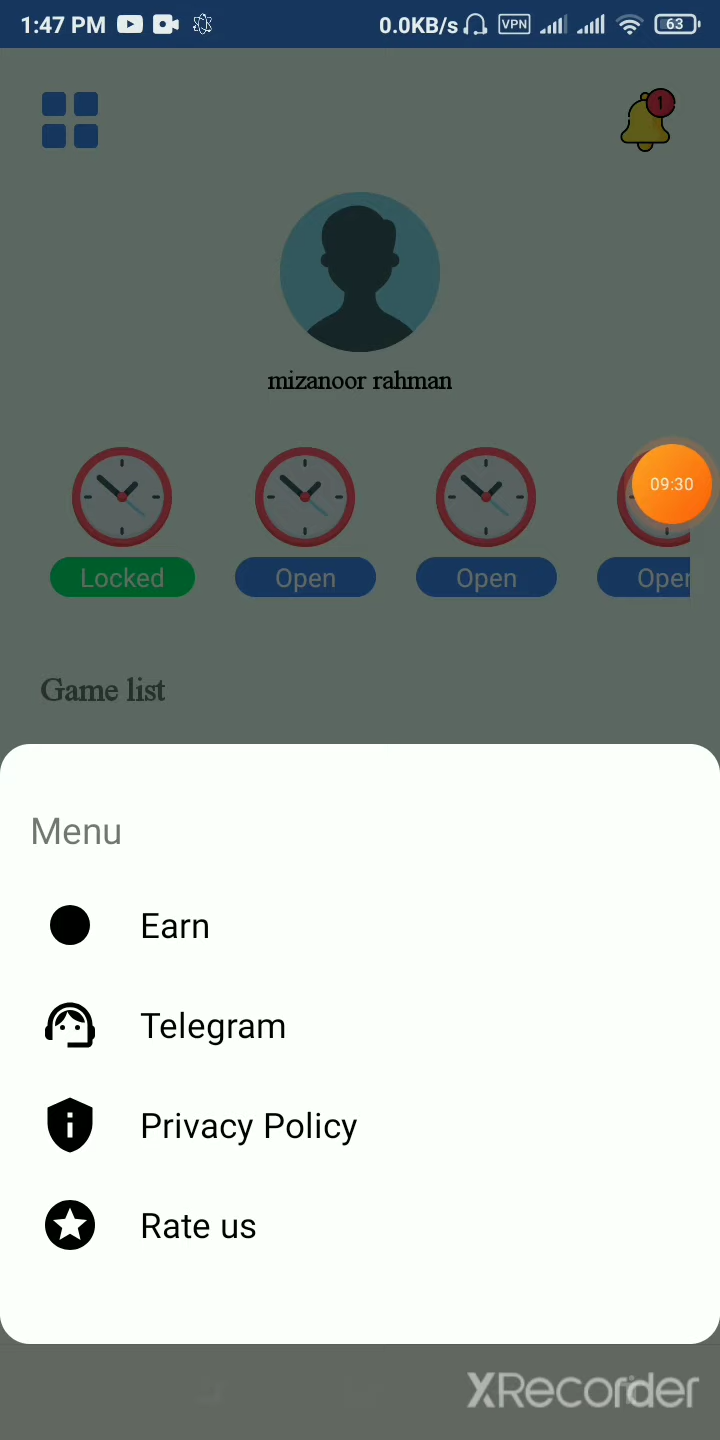 1:47 PM 0.0KB/s VPN 63
1
mizanoor rahman
09:30
Locked Open Open Open
Game list
Menu
Earn
Telegram
Privacy Policy
Rate us
XRecorder